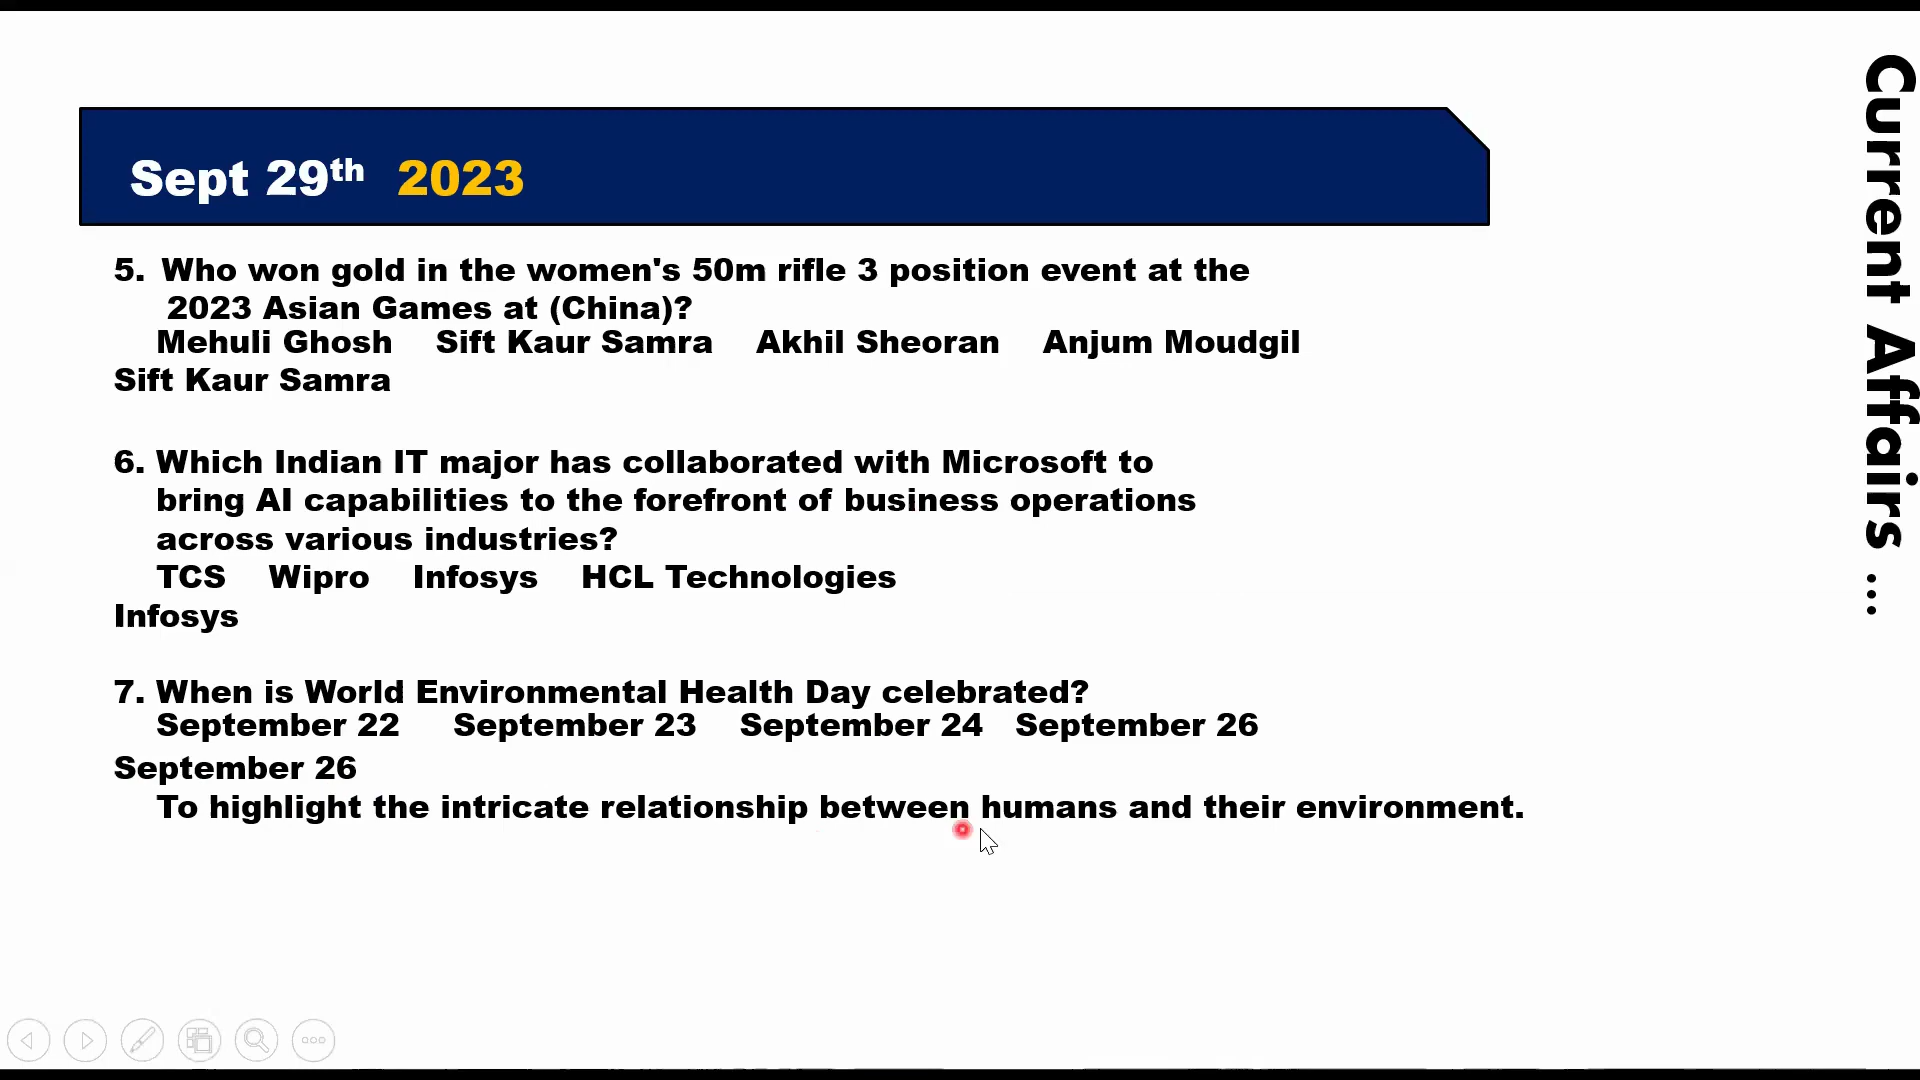 Sept 29th 2023
5. Who won gold in the women's 50m rifle 3 position event at the
2023 Asian Games at (China)?
Mehuli Ghosh Sift Kaur Samra Akhil Sheoran Anjum Moudgil
Sift Kaur Samra
6. Which Indian IT major has collaborated with Microsoft to
bring AI capabilities to the forefront of business operations
across various industries?
TCS Wipro Infosys HCL Technologies
Infosys
7. When is World Environmental Health Day celebrated?
September 22 September 23 September 24 September 26
September 26
To highlight the intricate relationship between humans and their environment.
Current Affairs ...